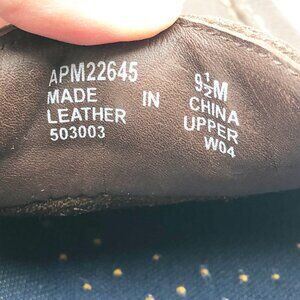 APM22645 9½M
MADE IN CHINA
LEATHER UPPER
503003 W04